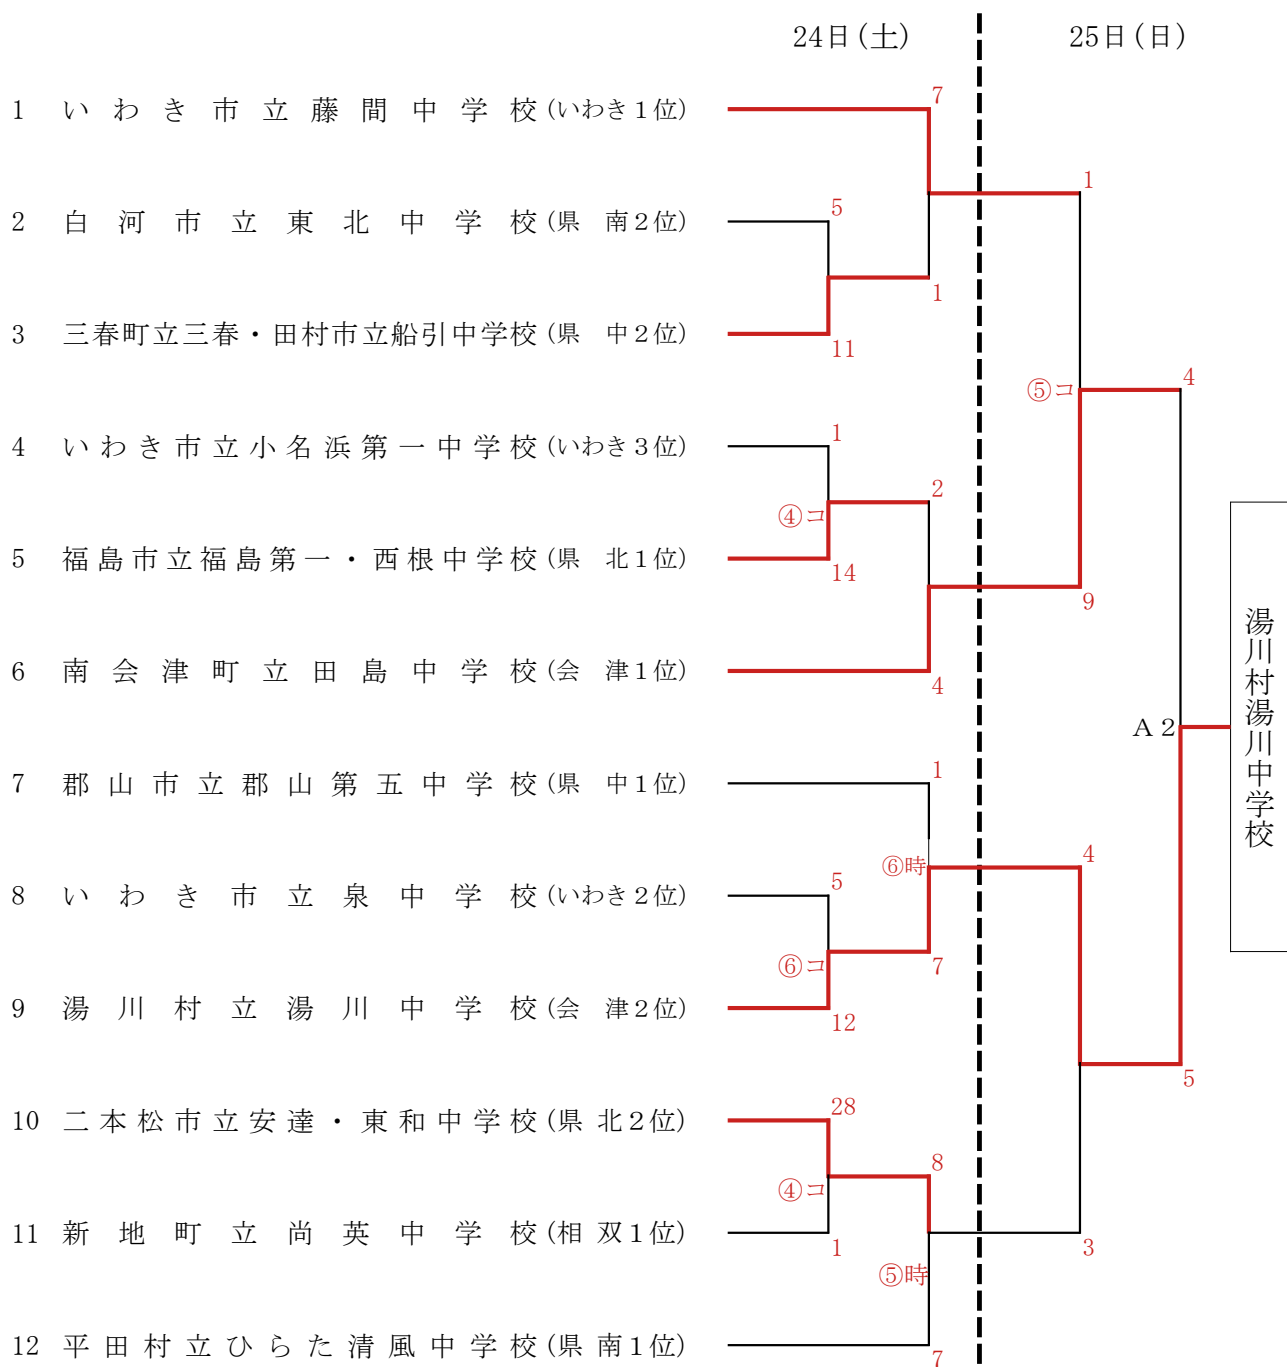 24日(土) 25日(日)
1 いわき市立藤間中学校(いわき1位)
7
1
2 白河市立東北中学校(県 南2位)
5
1
3 三春町立三春・田村市立船引中学校(県 中2位)
11
⑤コ
4
4 いわき市立小名浜第一中学校(いわき3位)
1
2
④コ
5 福島市立福島第一・西根中学校(県 北1位)
14
9
6 南会津町立田島中学校(会 津1位)
4
A2
湯川村湯川中学校
7 郡山市立郡山第五中学校(県 中1位)
1
⑥時
4
8 いわき市立泉中学校(いわき2位)
5
⑥コ
7
9 湯川村立湯川中学校(会 津2位)
12
5
10 二本松市立安達・東和中学校(県 北2位)
28
8
④コ
11 新地町立尚英中学校(相 双1位)
1
3
⑤時
12 平田村立ひらた清風中学校(県 南1位)
7